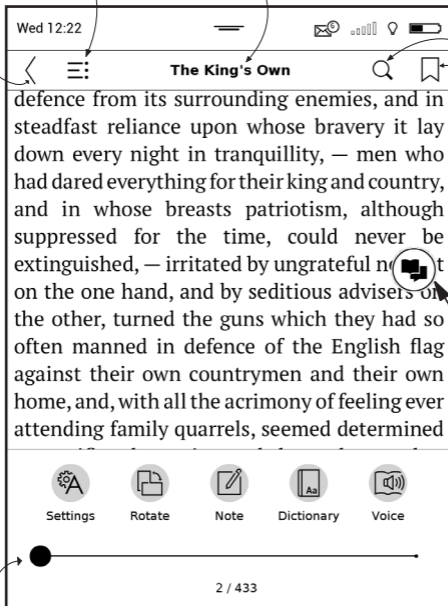 Wed 12:22
6
The King's Own
defence from its surrounding enemies, and in
steadfast reliance upon whose bravery it lay
down every night in tranquillity, — men who
had dared everything for their king and country,
and in whose breasts patriotism, although
suppressed for the time, could never be
extinguished, — irritated by ungrateful
on the one hand, and by seditious advisers on
the other, turned the guns which they had so
often manned in defence of the English flag
against their own countrymen and their own
home, and, with all the acrimony of feeling ever
attending family quarrels, seemed determined
A
Aa
Settings Rotate Note Dictionary Voice
2 / 433